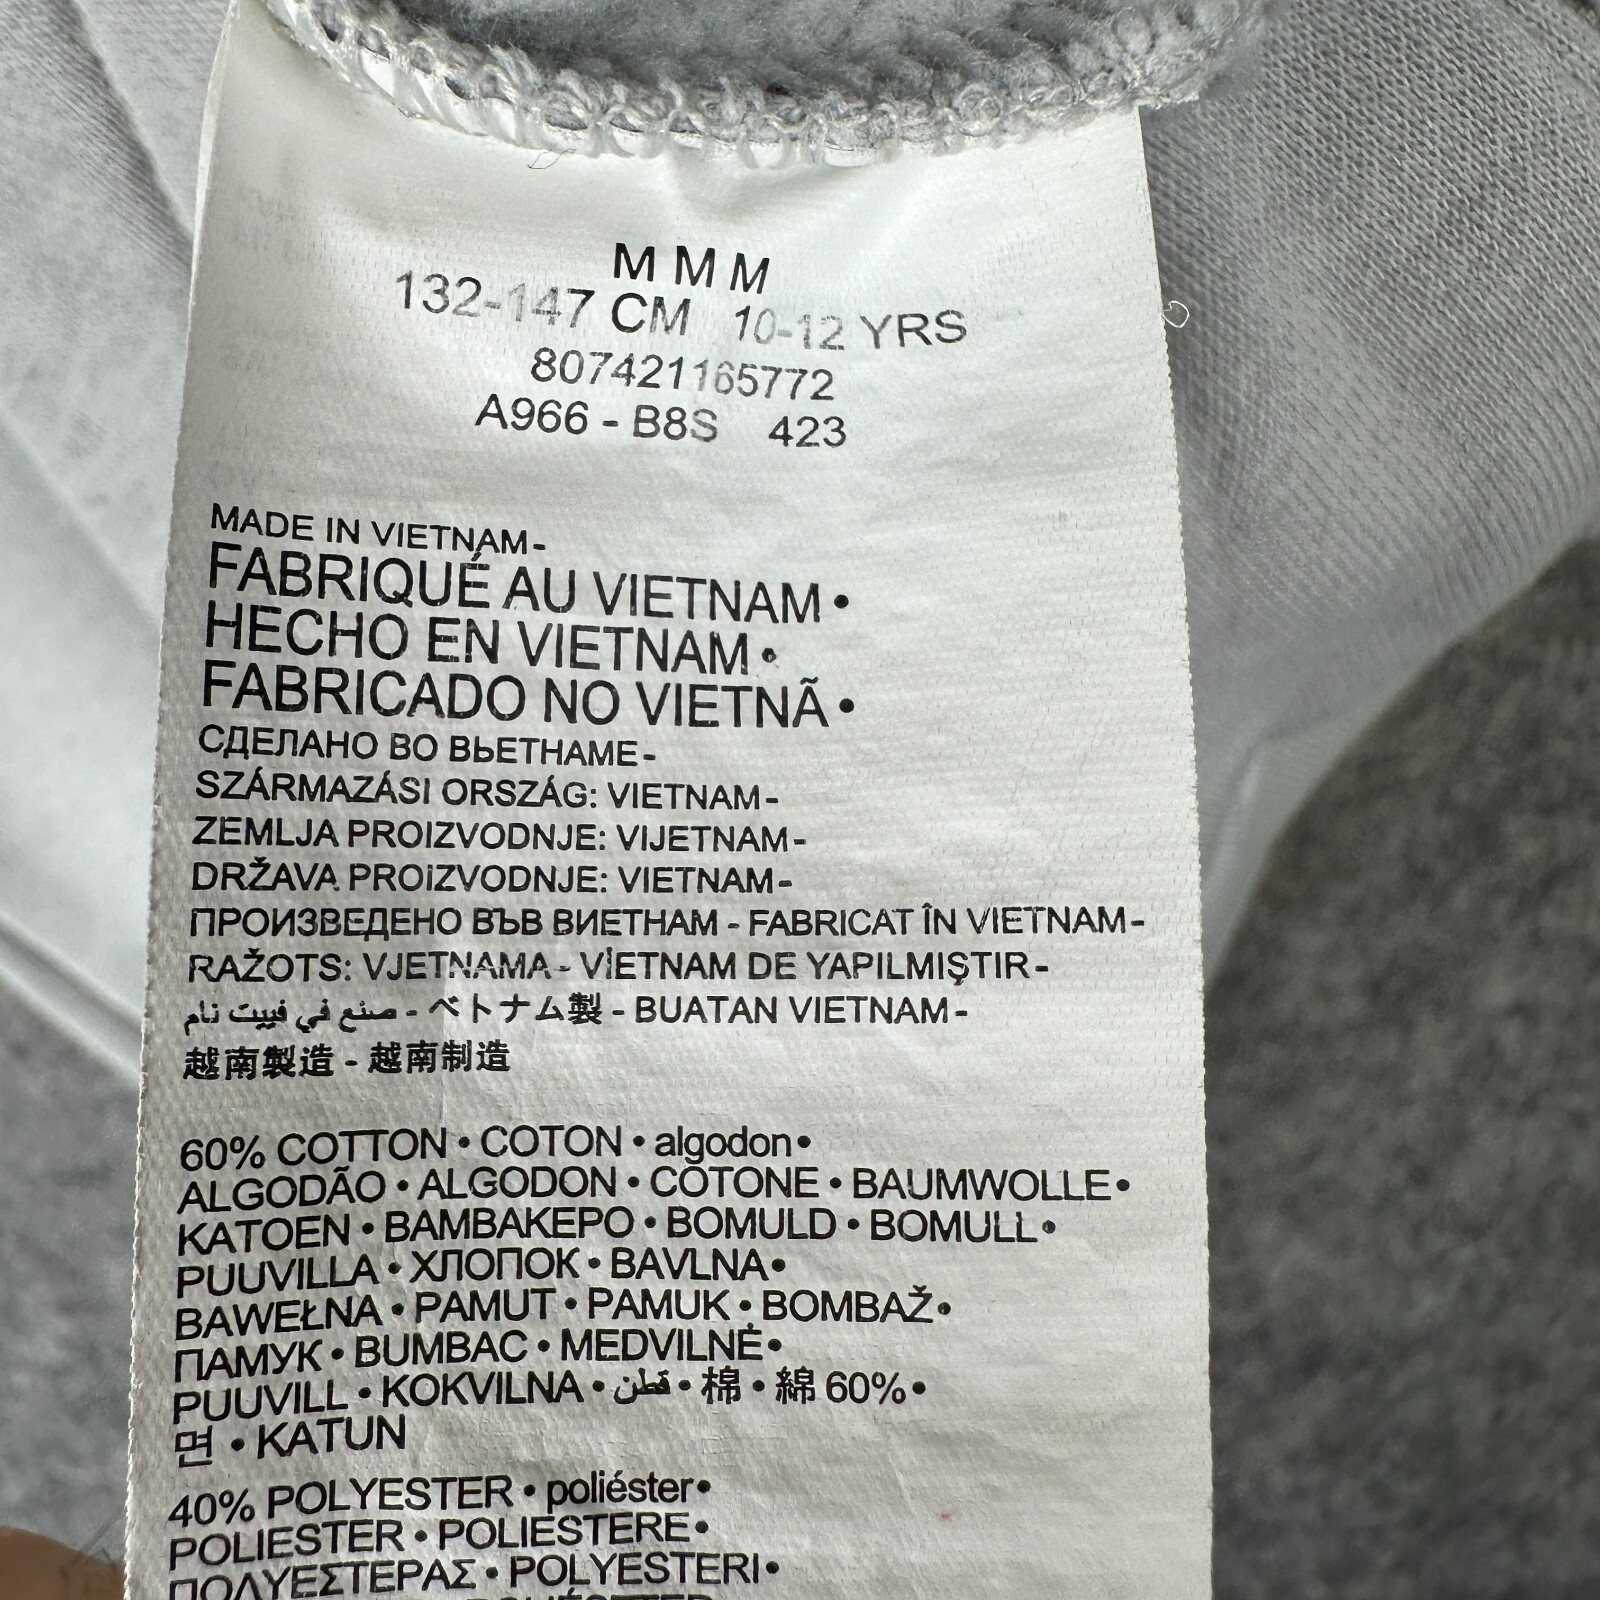 M M M
132-147 CM 10-12 YRS
807421165772
A966 - B8S 423
MADE IN VIETNAM-
FABRIQUÉ AU VIETNAM•
HECHO EN VIETNAM•
FABRICADO NO VIETNÃ•
СДЕЛАНО ВО ВЬЕТНАМЕ-
SZÁRMAZÁSI ORSZÁG: VIETNAM-
ZEMLJA PROIZVODNJE: VIJETNAM-
DRŽAVA PROIZVODNJE: VIETNAM-
ПРОИЗВЕДЕНО ВЪВ ВИЕТНАМ - FABRICAT ÎN VIETNAM-
RAŽOTS: VJETNAMA- VİETNAM DE YAPILMIŞTIR-
صنع في فييت نام - ベトナム製 - BUATAN VIETNAM-
越南製造 - 越南制造
60% COTTON • COTON • algodon•
ALGODÃO • ALGODON • COTONE • BAUMWOLLE•
KATOEN • ΒΑΜΒΑΚΕΡΟ • BOMULD • BOMULL•
PUUVILLA • ХЛОПОК • BAVLNA•
BAWEŁNA • PAMUT • PAMUK • BOMBAŽ•
ПАМУК • BUMBAC • MEDVILNĖ•
PUUVILL • KOKVILNA • قطن • 棉 • 綿 60%•
면 • KATUN
40% POLYESTER • poliéster•
POLIESTER • POLIESTERE•
ΠΟΛΥΕΣΤΕΡΑΣ • POLYESTERI•